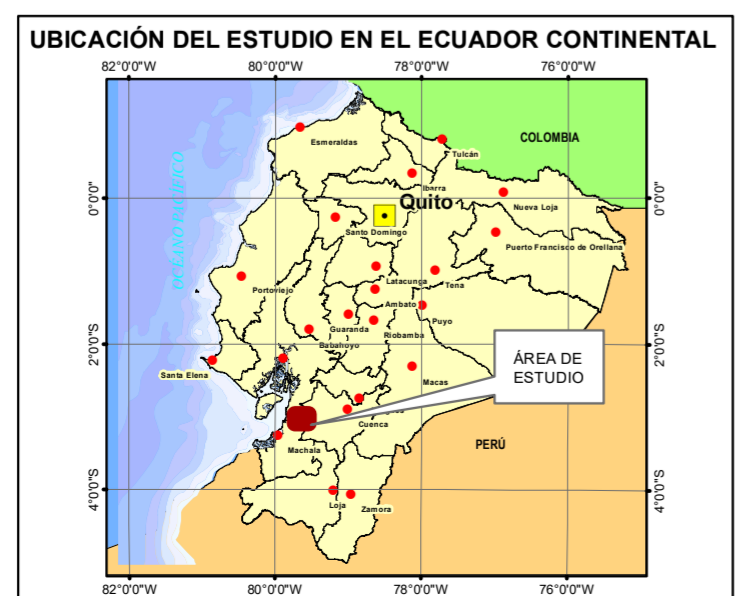 UBICACIÓN DEL ESTUDIO EN EL ECUADOR CONTINENTAL
82°0'0"W 80°0'0"W 78°0'0"W 76°0'0"W
COLOMBIA
Esmeraldas
Tulcán
Ibarra
0°0'0"
Quito
Nueva Loja
0°0'0"
Santo Domingo
Puerto Francisco de Orellana
OCÉANO PACIFICO
Latacunga
Tena
Portoviejo
Ambato
Puyo
Guaranda
Riobamba
Babahoyo
2°0'0"S
2°0'0"S
ÁREA DE
ESTUDIO
Santa Elena
Macas
Cuenca
PERÚ
Machala
4°0'0"S
4°0'0"S
Loja
Zamora
82°0'0"W 80°0'0"W 78°0'0"W 76°0'0"W